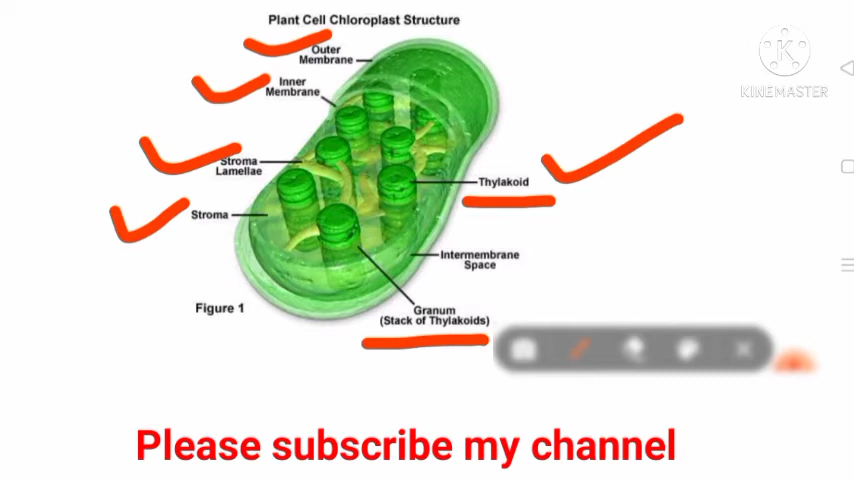 Plant Cell Chloroplast Structure
Outer
Membrane
Inner
Membrane
KINEMASTER
Stroma
Lamellae
Thylakoid
Stroma
Intermembrane
Space
Figure 1
Granum
(Stack of Thylakoids)
Please subscribe my channel